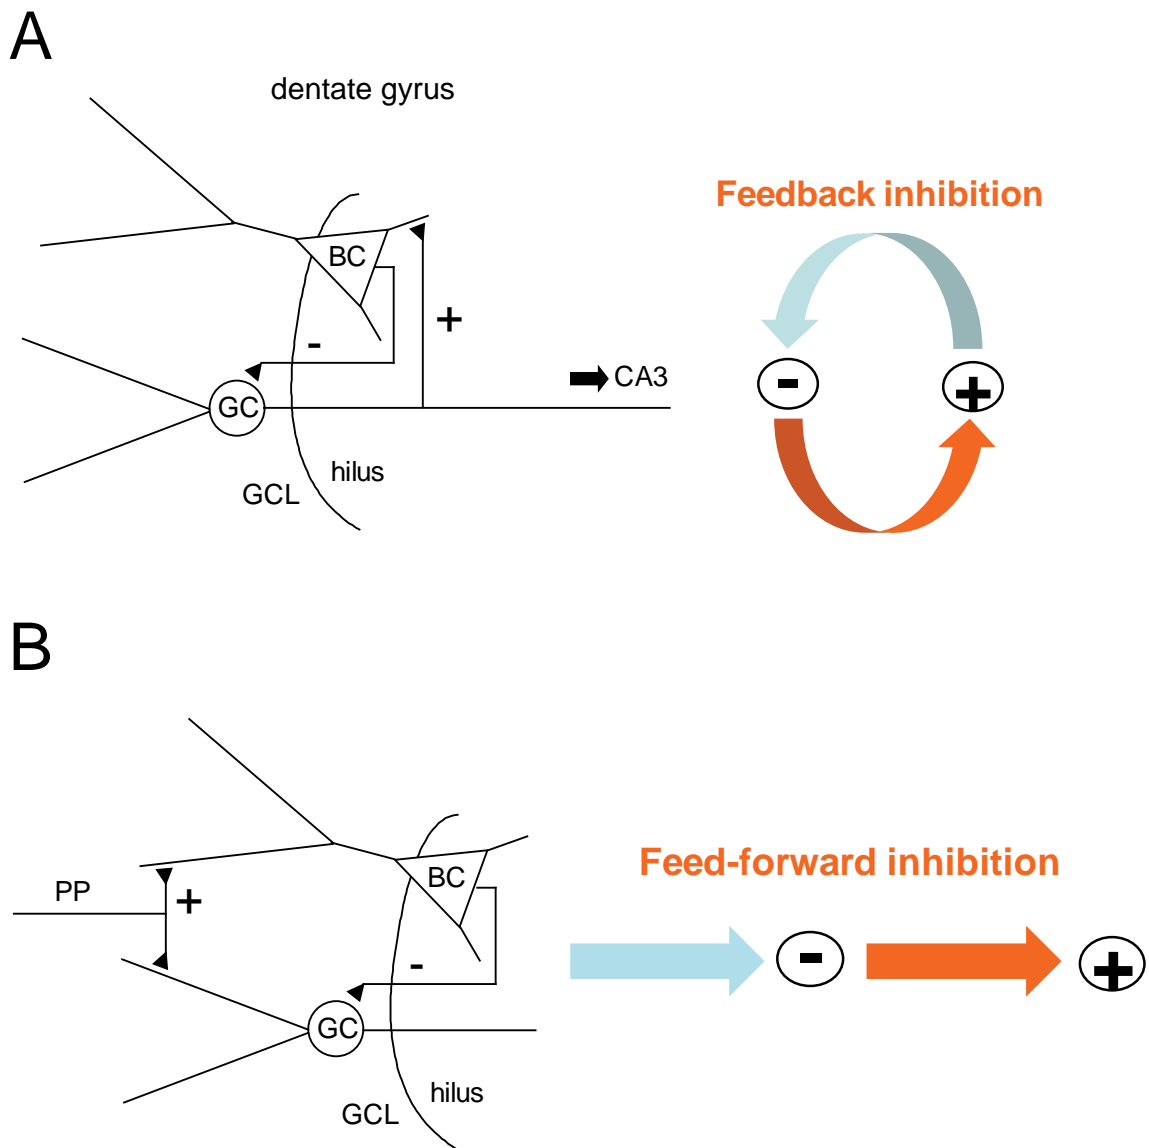 A
dentate gyrus
Feedback inhibition
BC
+
-
CA3
- +
GC
hilus
GCL
B
Feed-forward inhibition
BC
PP
+
-
- +
GC
hilus
GCL